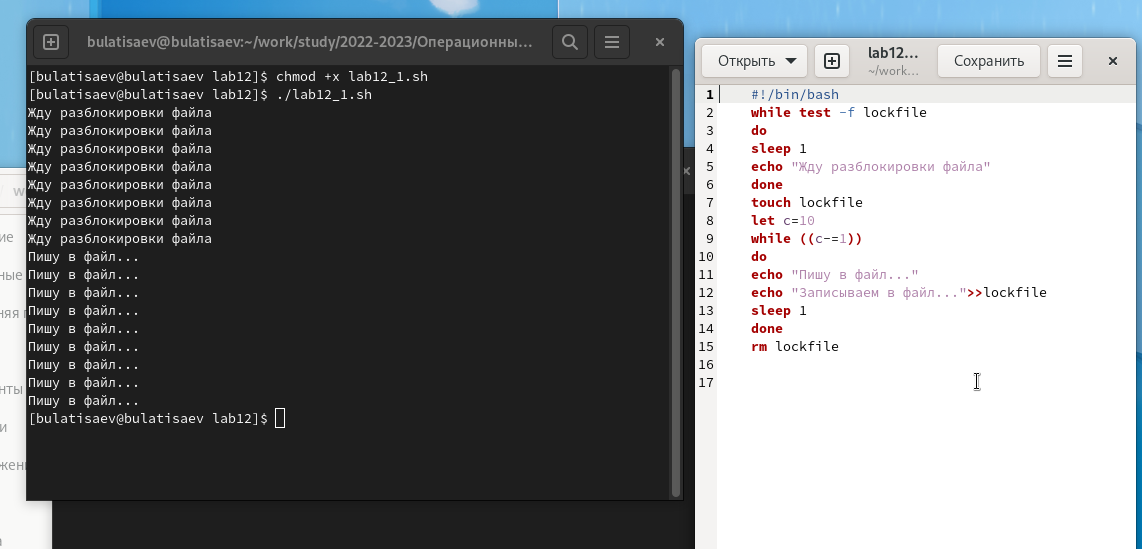 bulatisaev@bulatisaev:~/work/study/2022-2023/Операционны...
[bulatisaev@bulatisaev lab12]$ chmod +x lab12_1.sh
[bulatisaev@bulatisaev lab12]$ ./lab12_1.sh
Жду разблокировки файла
Жду разблокировки файла
Жду разблокировки файла
Жду разблокировки файла
Жду разблокировки файла
Жду разблокировки файла
Жду разблокировки файла
Жду разблокировки файла
Пишу в файл...
Пишу в файл...
Пишу в файл...
Пишу в файл...
Пишу в файл...
Пишу в файл...
Пишу в файл...
Пишу в файл...
Пишу в файл...
[bulatisaev@bulatisaev lab12]$
Открыть
lab12...
~/work...
Сохранить
1 #!/bin/bash
2 while test -f lockfile
3 do
4 sleep 1
5 echo "Жду разблокировки файла"
6 done
7 touch lockfile
8 let c=10
9 while ((c-=1))
10 do
11 echo "Пишу в файл..."
12 echo "Записываем в файл...">>lockfile
13 sleep 1
14 done
15 rm lockfile
16
17